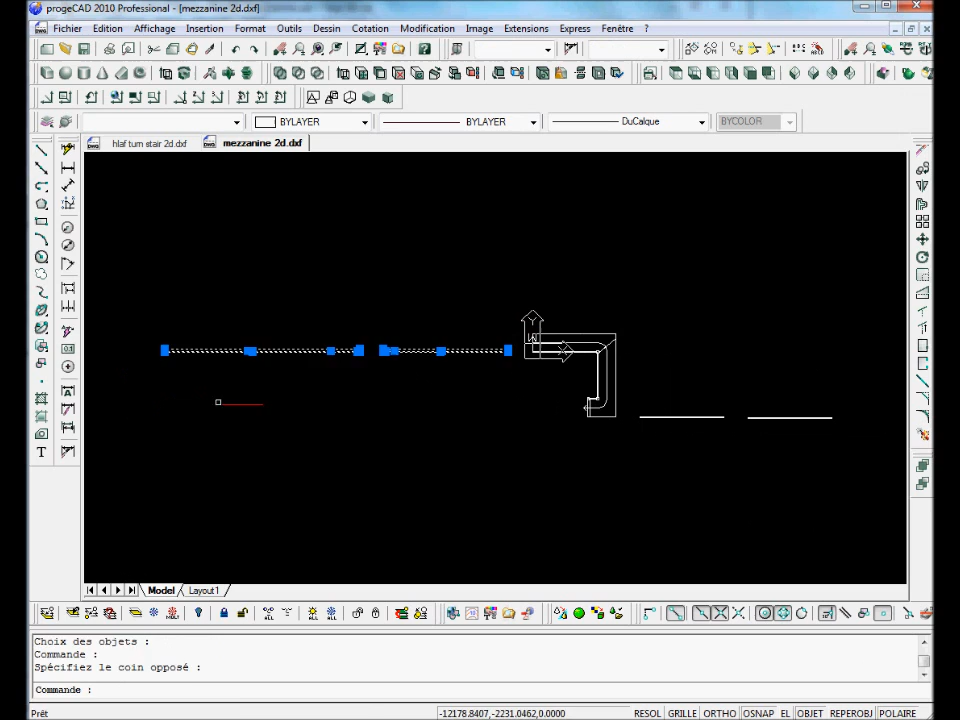 progeCAD 2010 Professional - [mezzanine 2d.dxf]
Fichier Edition Affichage Insertion Format Outils Dessin Cotation Modification Image Extensions Express Fenêtre ?
BYLAYER BYLAYER DuCalque BYCOLOR
hlaf turn stair 2d.dxf mezzanine 2d.dxf
W
X
Model Layout1
Choix des objets :
Commande :
Spécifiez le coin opposé :
Commande :
Prêt -12178.8407,-2231.0462,0.0000 RESOL GRILLE ORTHO OSNAP EL OBJET REPEROBJ POLAIRE